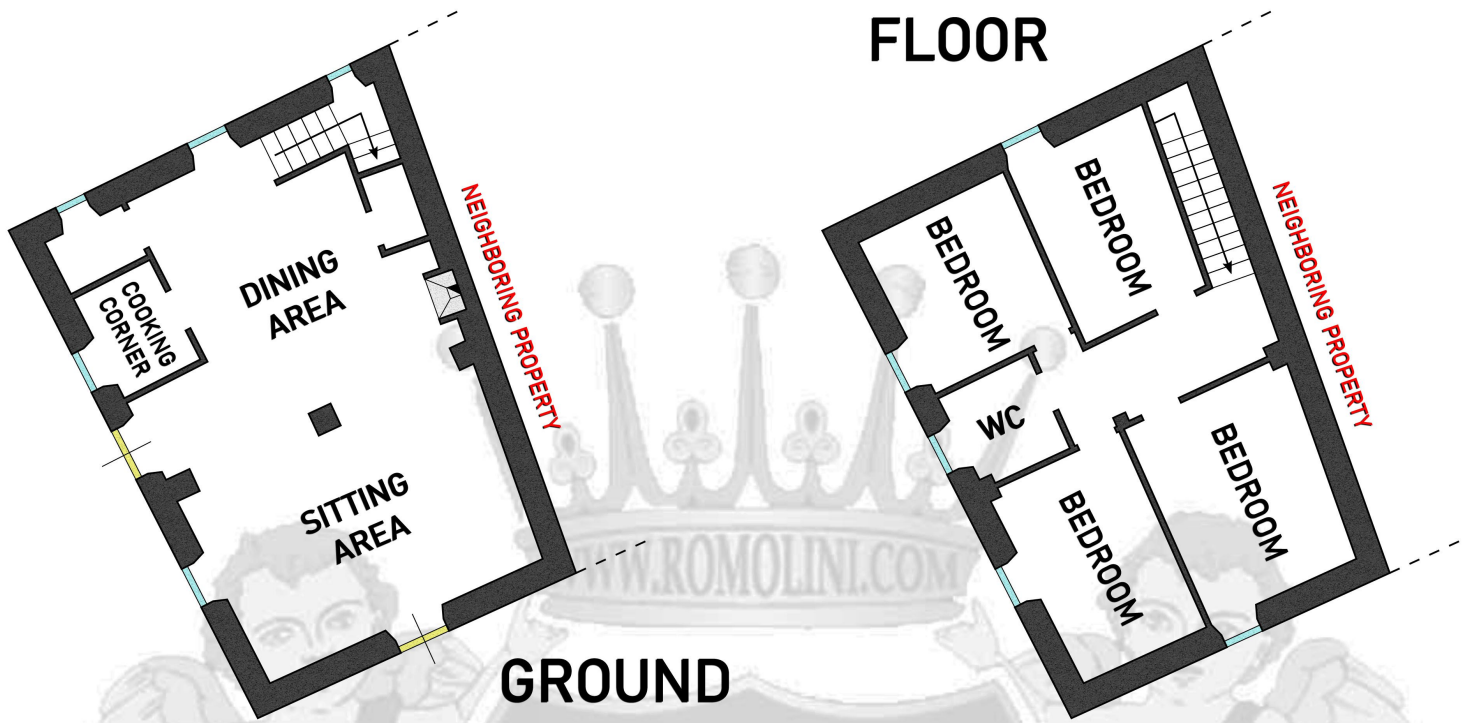 FLOOR
NEIGHBORING PROPERTY
DINING
AREA
COOKING
CORNER
SITTING
AREA
GROUND
BEDROOM
BEDROOM
NEIGHBORING PROPERTY
WC
BEDROOM
BEDROOM
WWW.ROMOLINI.COM